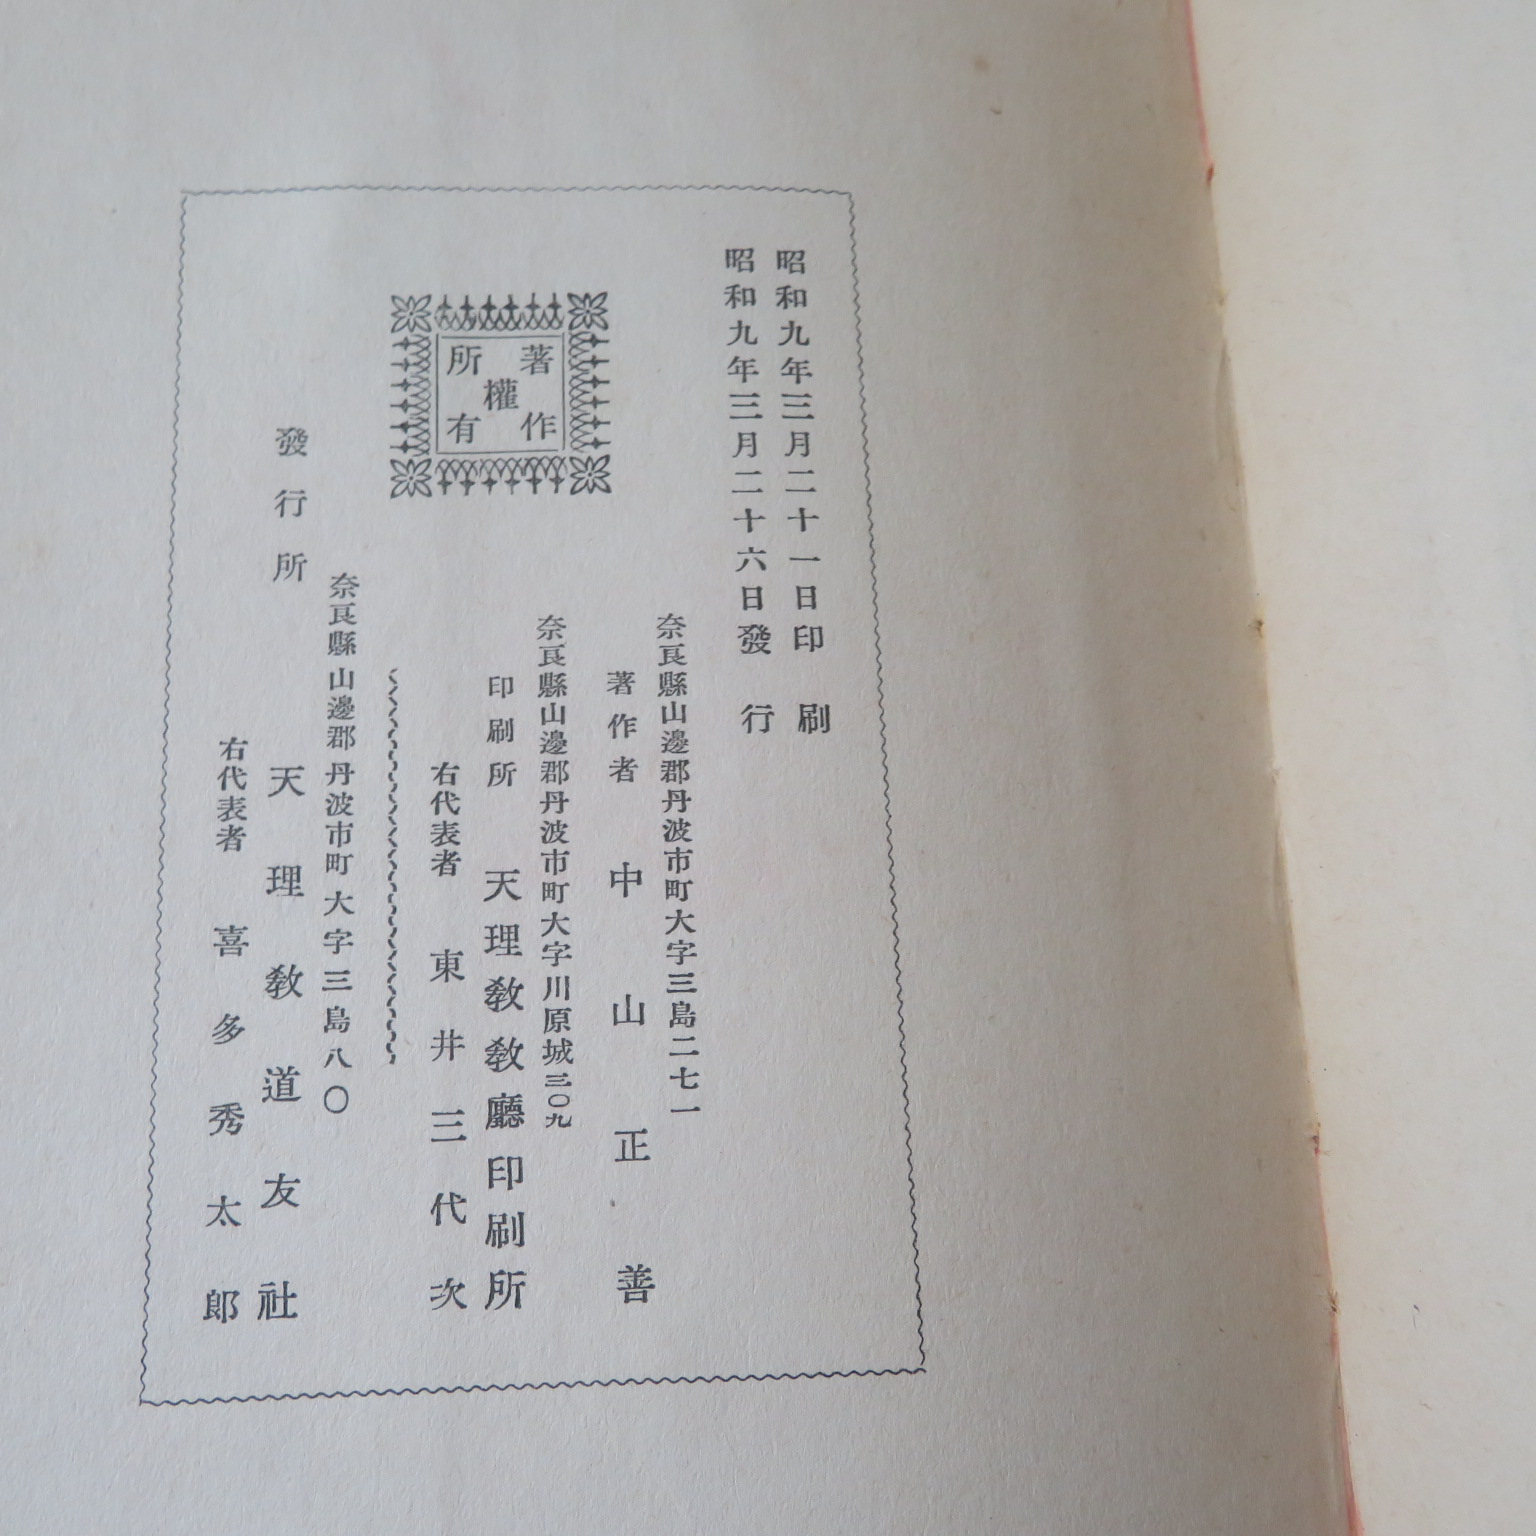 昭和九年三月二十一日印刷
昭和九年三月二十六日發行
著作
權
所有
奈良縣山邊郡丹波市町大字三島二七一
著作者 中山正善
奈良縣山邊郡丹波市町大字川原城三〇九
印刷所 天理敎敎廳印刷所
右代表者 東井三代次
奈良縣山邊郡丹波市町大字三島八〇
發行所 天理敎道友社
右代表者 喜多秀太郎